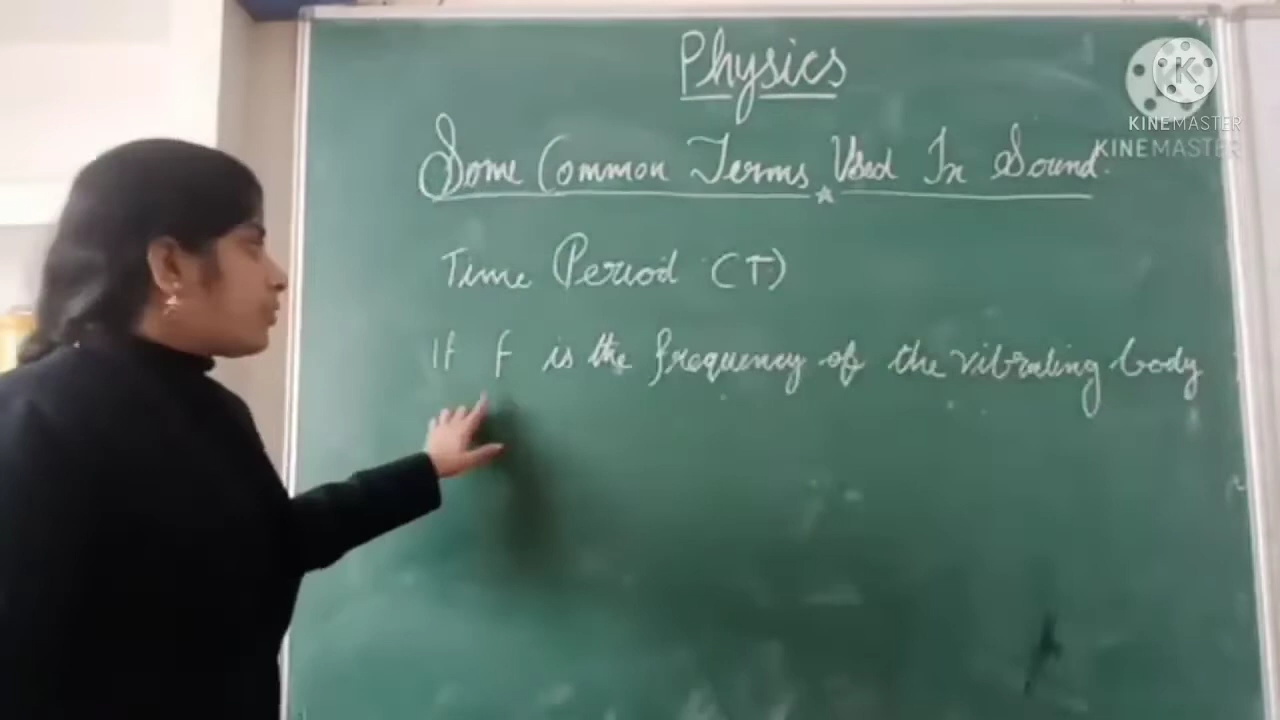 Physics
KINEMASTER
KINEMASTER
Some Common Terms Used In Sound.
Time Period (T)
If f is the frequency of the vibrating body